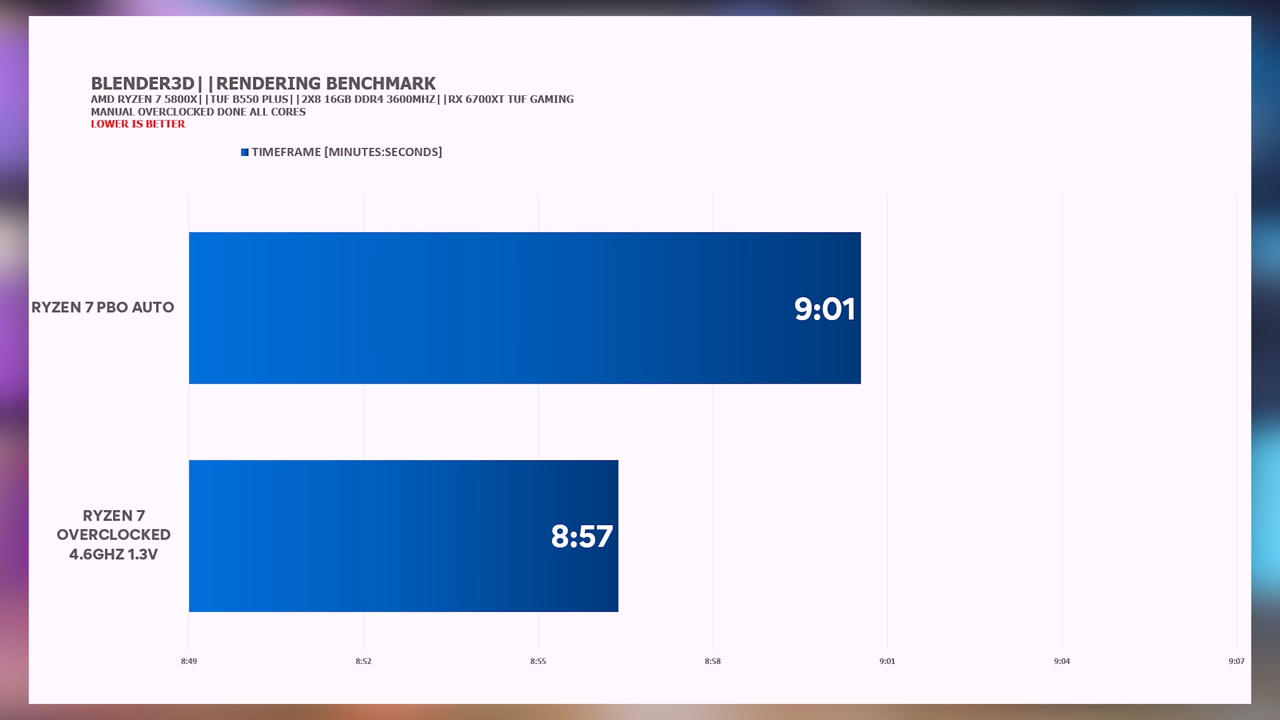 BLENDER3D||RENDERING BENCHMARK
AMD RYZEN 7 5800X||TUF B550 PLUS||2X8 16GB DDR4 3600MHZ||RX 6700XT TUF GAMING
MANUAL OVERCLOCKED DONE ALL CORES
LOWER IS BETTER
TIMEFRAME [MINUTES:SECONDS]
RYZEN 7 PBO AUTO
9:01
RYZEN 7
OVERCLOCKED
4.6GHZ 1.3V
8:57
8:49 8:52 8:55 8:58 9:01 9:04 9:07